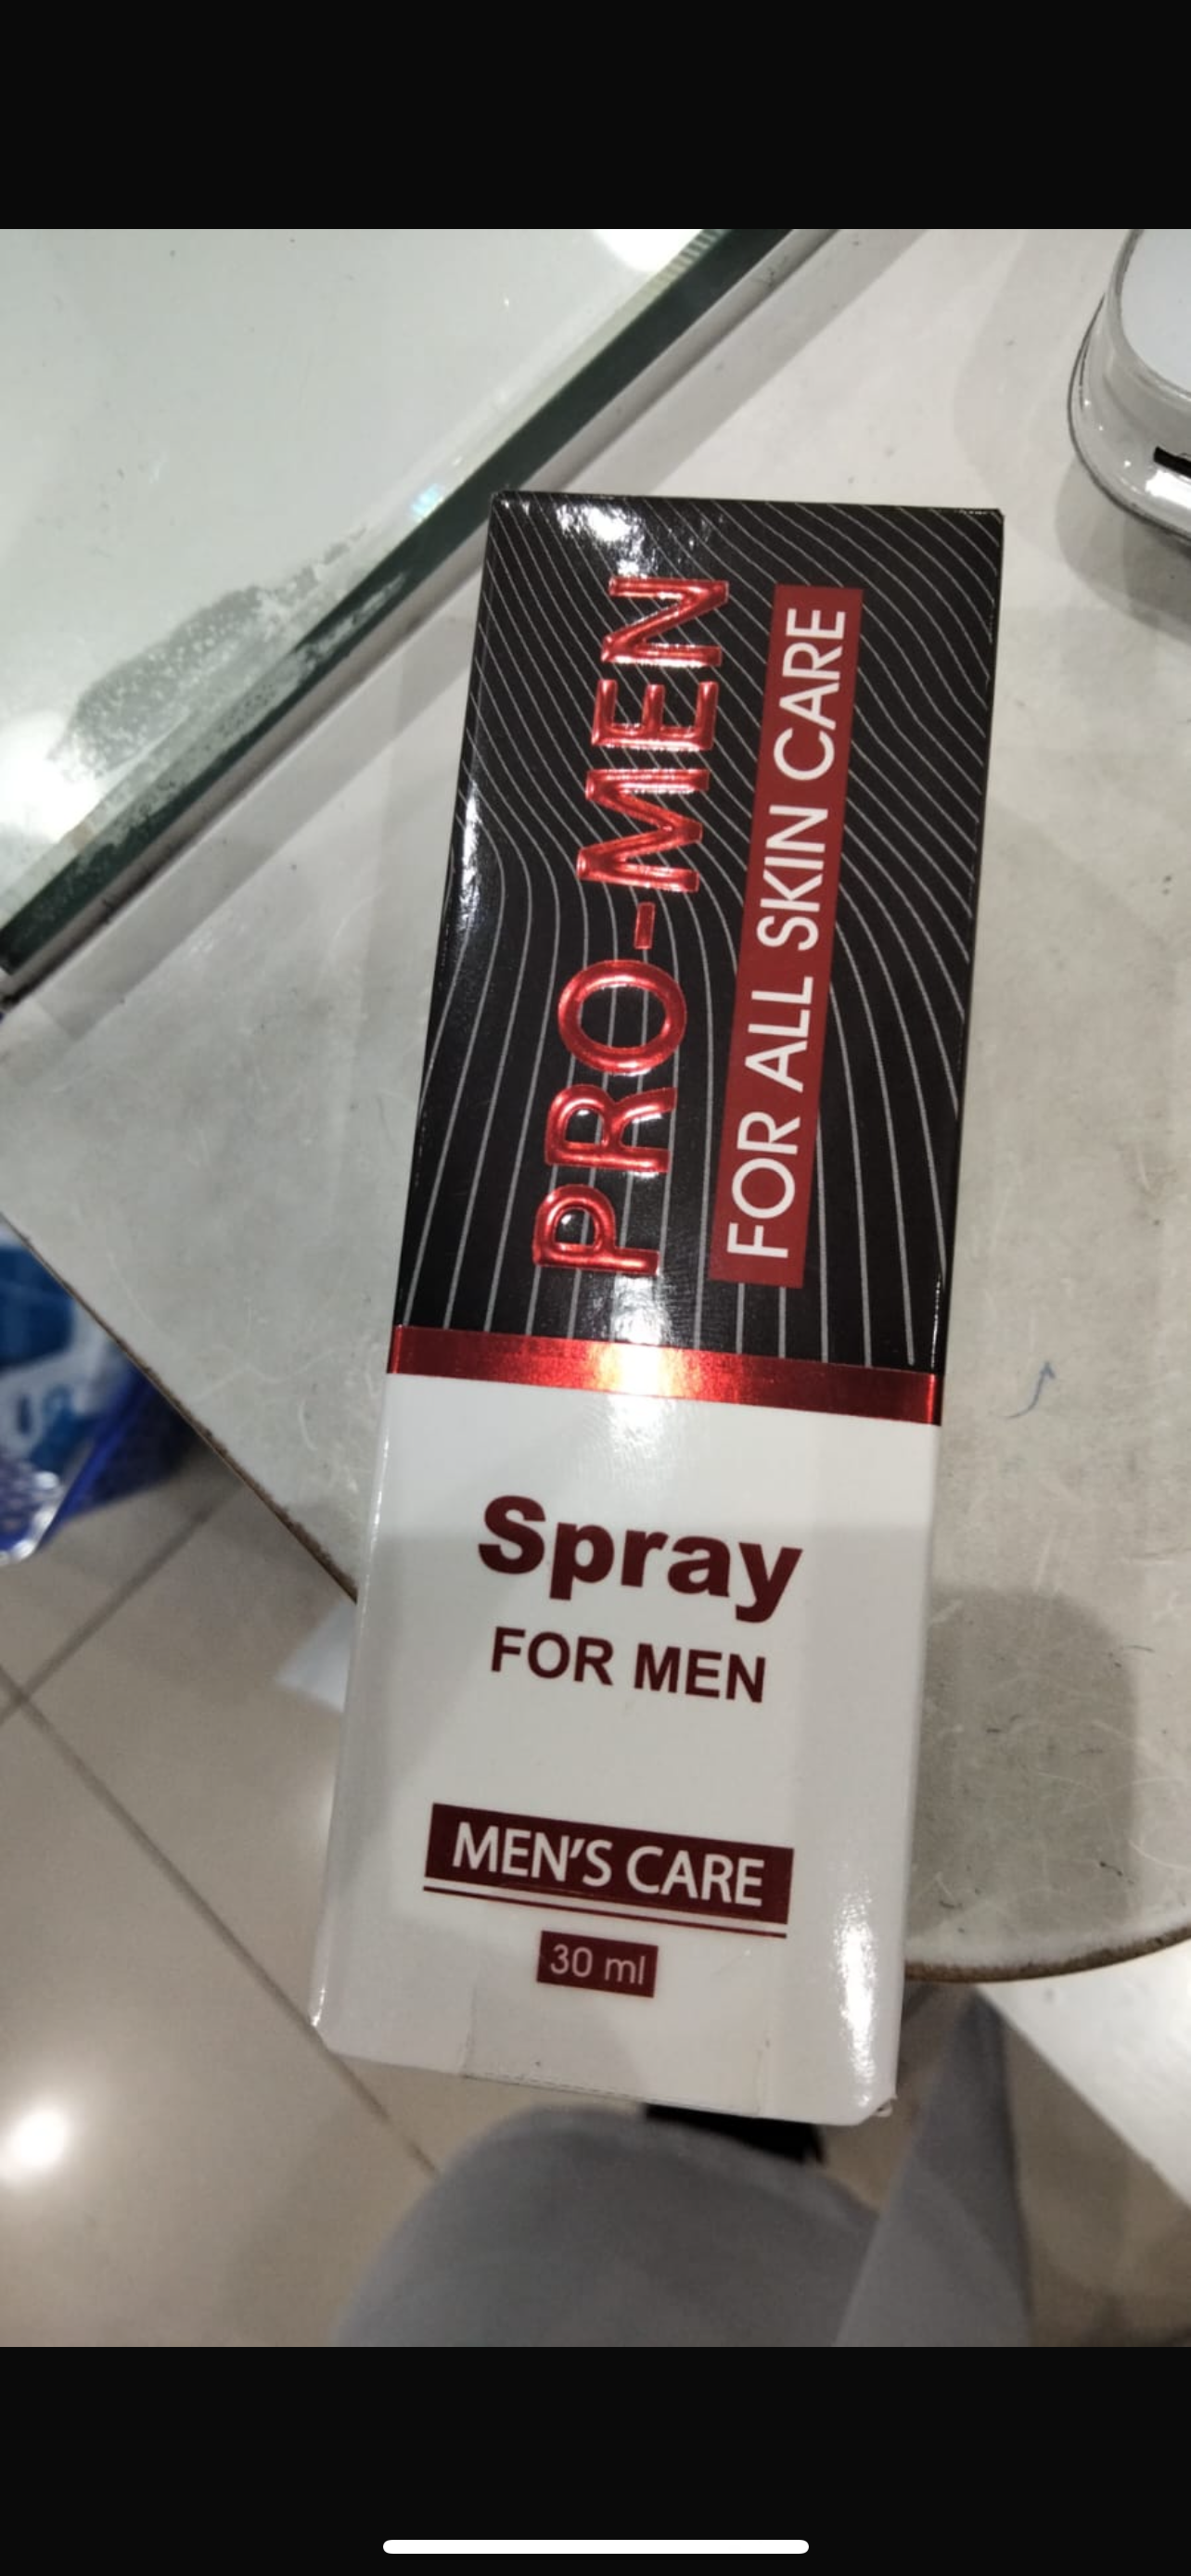 PRO-MEN
FOR ALL SKIN CARE
Spray
FOR MEN
MEN'S CARE
30 ml